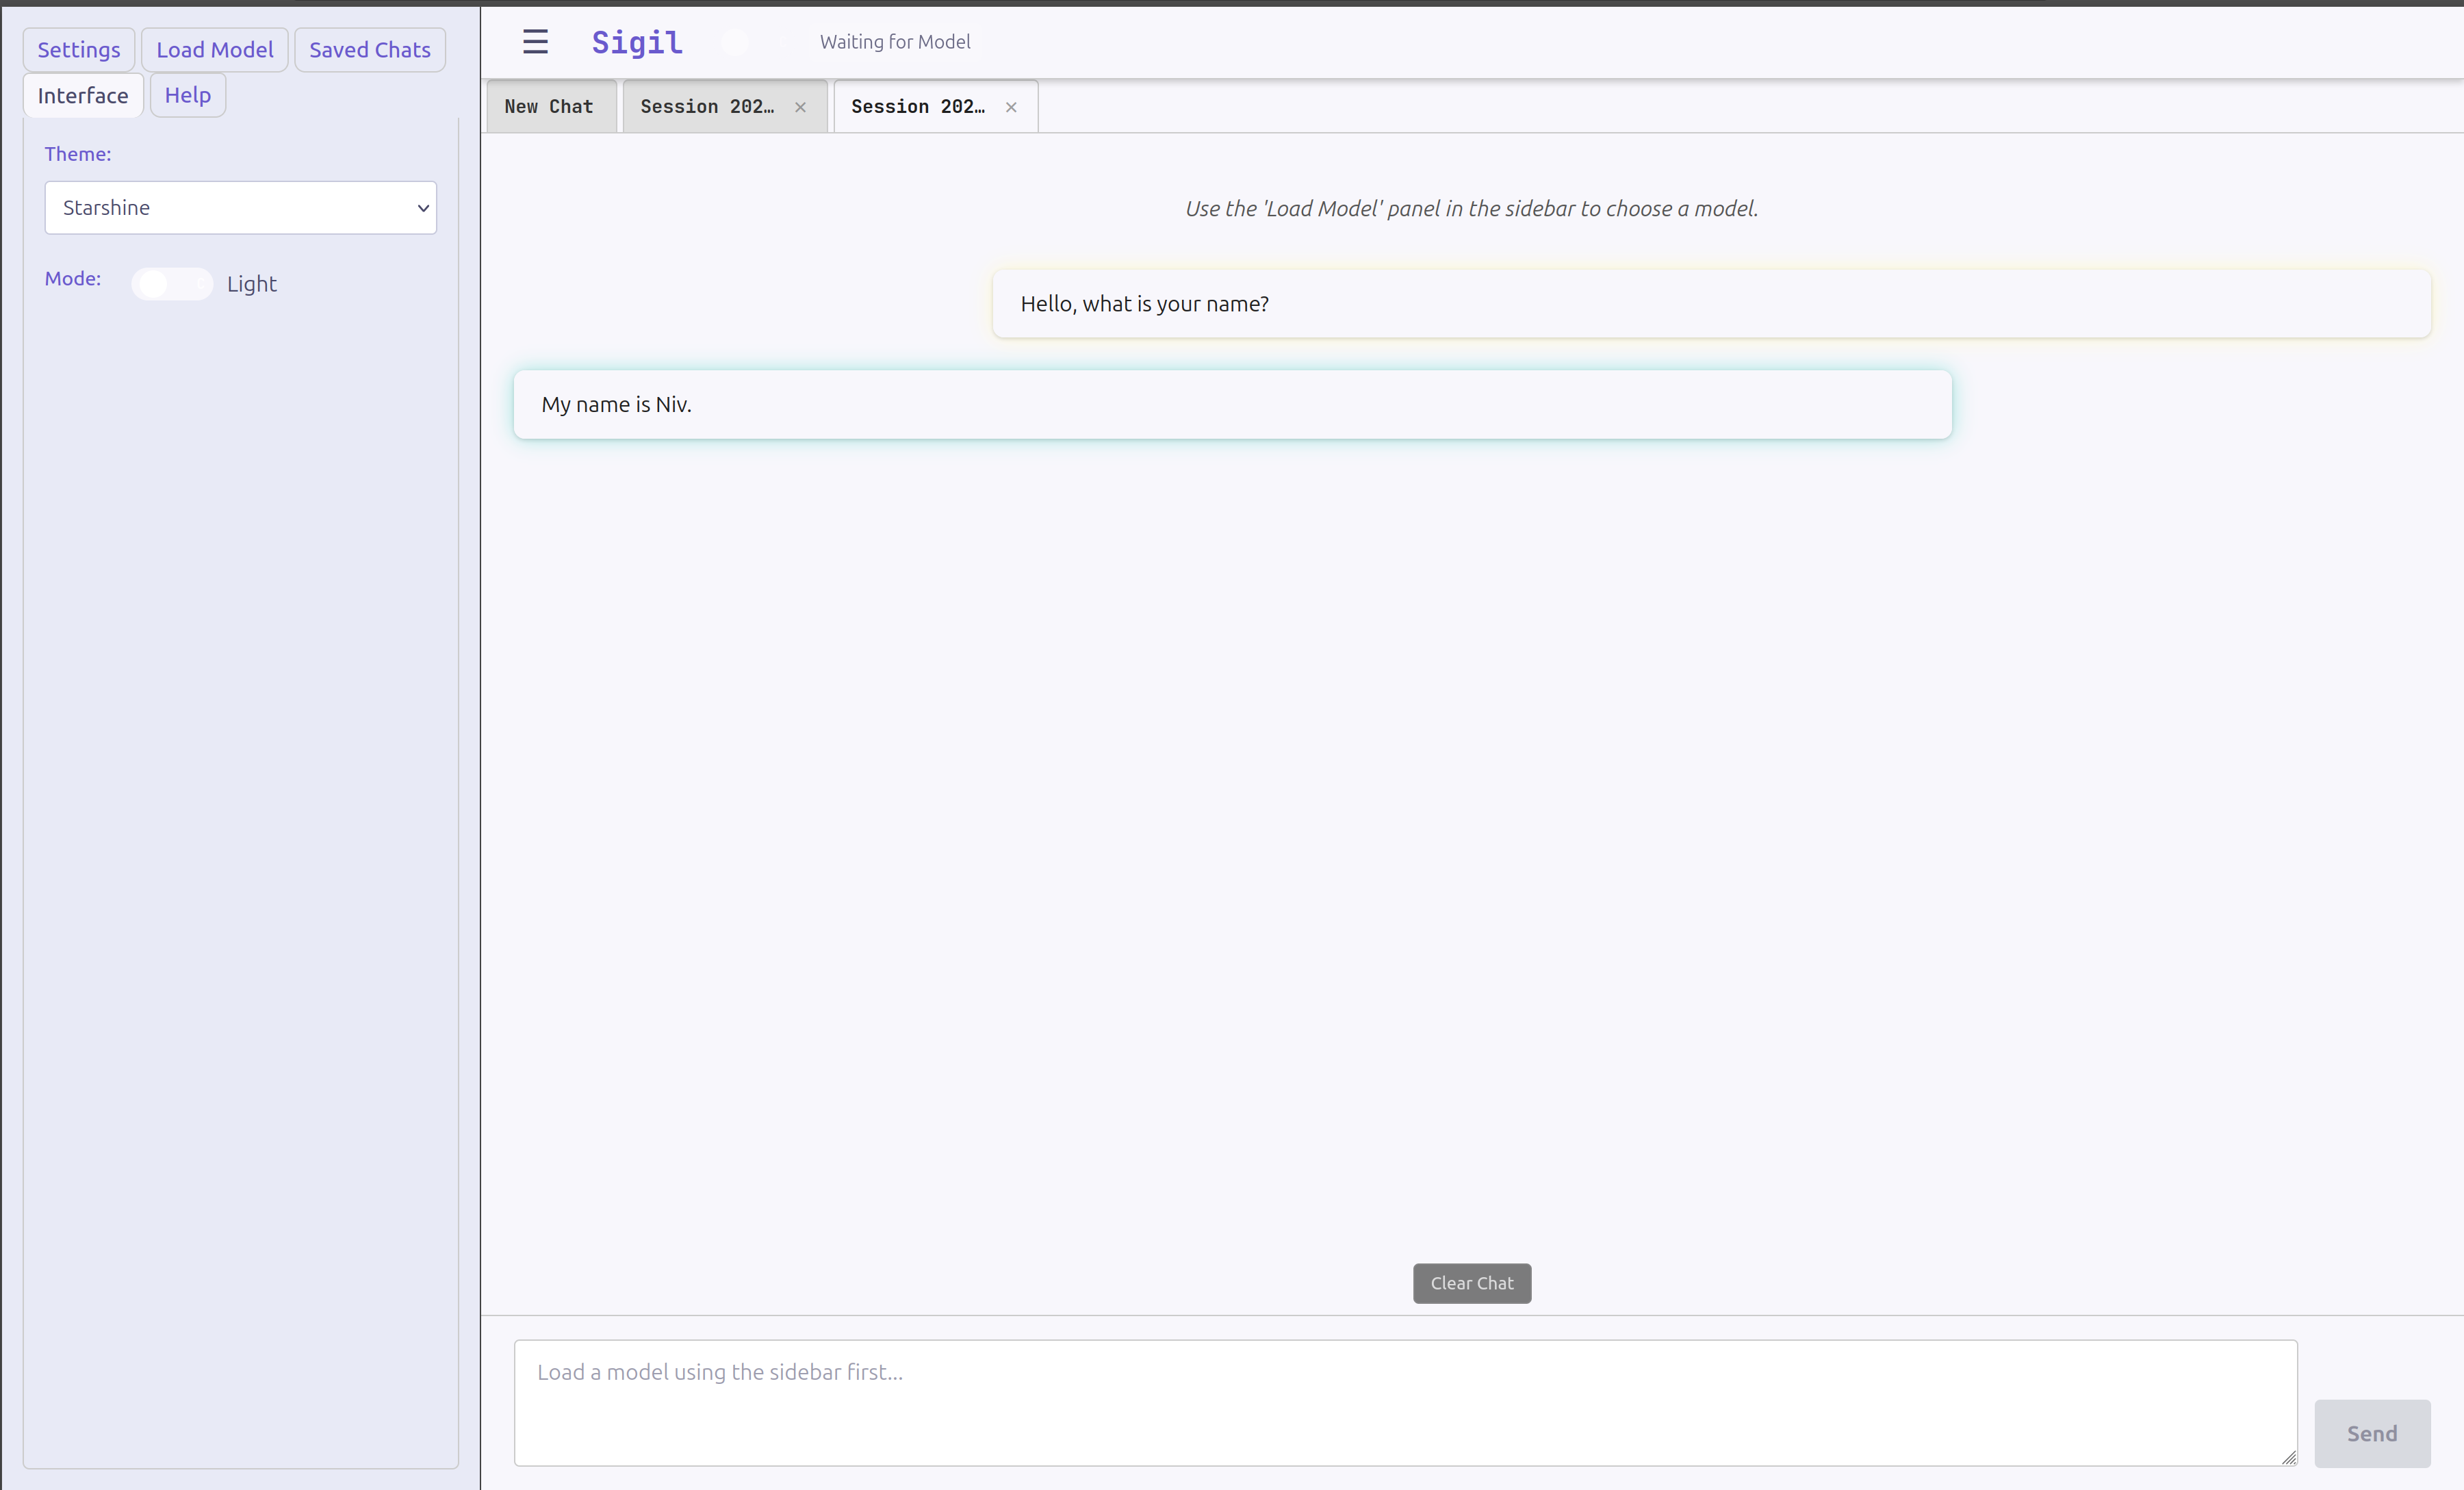 Settings
Load Model
Saved Chats
Interface
Help
Theme:
Starshine
Mode:
Light
Sigil
Waiting for Model
New Chat
Session 202…
Session 202…
Use the 'Load Model' panel in the sidebar to choose a model.
Hello, what is your name?
My name is Niv.
Clear Chat
Load a model using the sidebar first...
Send